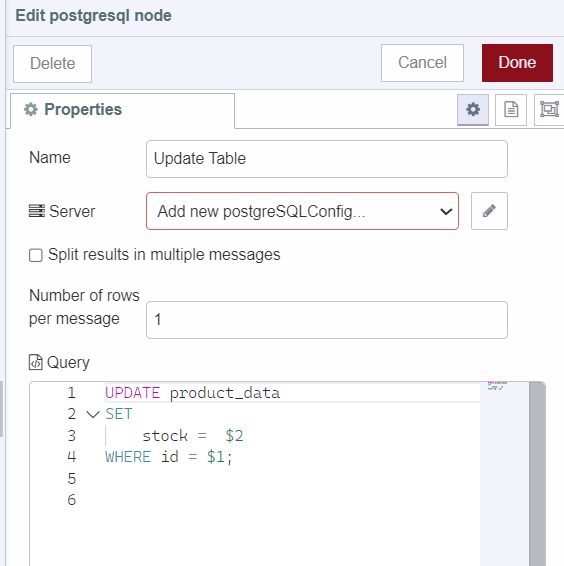 Edit postgresql node
Delete
Cancel
Done
Properties
Name
Update Table
Server
Add new postgreSQLConfig...
Split results in multiple messages
Number of rows
per message
1
Query
1 UPDATE product_data
2 SET
3 stock = $2
4 WHERE id = $1;
5
6